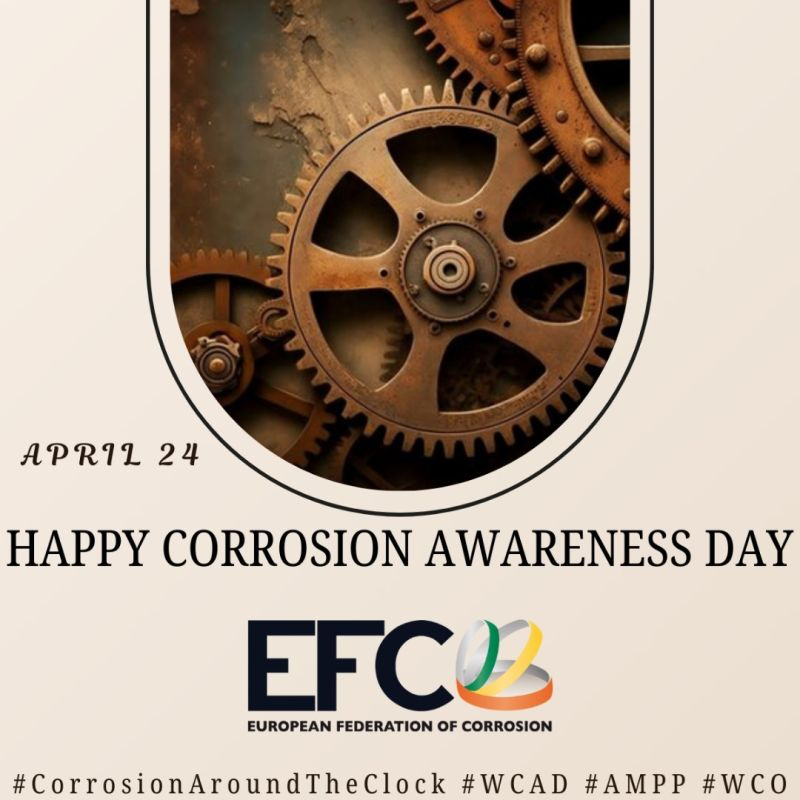 APRIL 24
HAPPY CORROSION AWARENESS DAY
EFC
EUROPEAN FEDERATION OF CORROSION
#CorrosionAroundTheClock #WCAD #AMPP #WCO